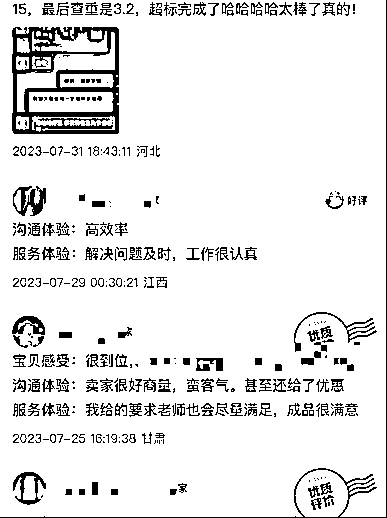 15，最后查重是3.2，超标完成了哈哈哈哈太棒了真的！
2023-07-31 18:43:11 河北
好评
沟通体验：高效率
服务体验：解决问题及时，工作很认真
2023-07-29 00:30:21 江西
优质
宝贝感受：很到位,
沟通体验：卖家很好商量，蛮客气。甚至还给了优惠
服务体验：我给的要求老师也会尽量满足，成品很满意
2023-07-25 16:19:38 甘肃
家
优质
评价